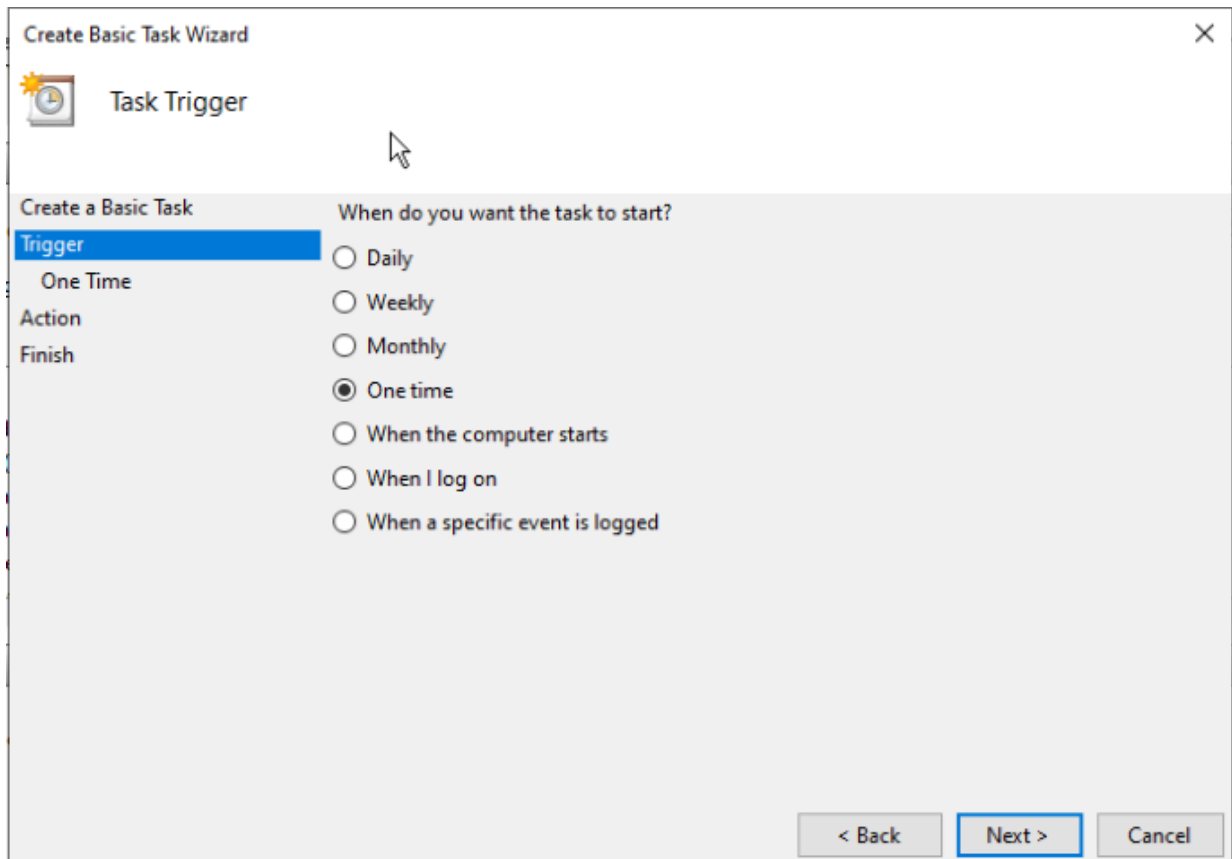 Create Basic Task Wizard
Task Trigger
Create a Basic Task
Trigger
One Time
Action
Finish
When do you want the task to start?
Daily
Weekly
Monthly
One time
When the computer starts
When I log on
When a specific event is logged
< Back
Next >
Cancel